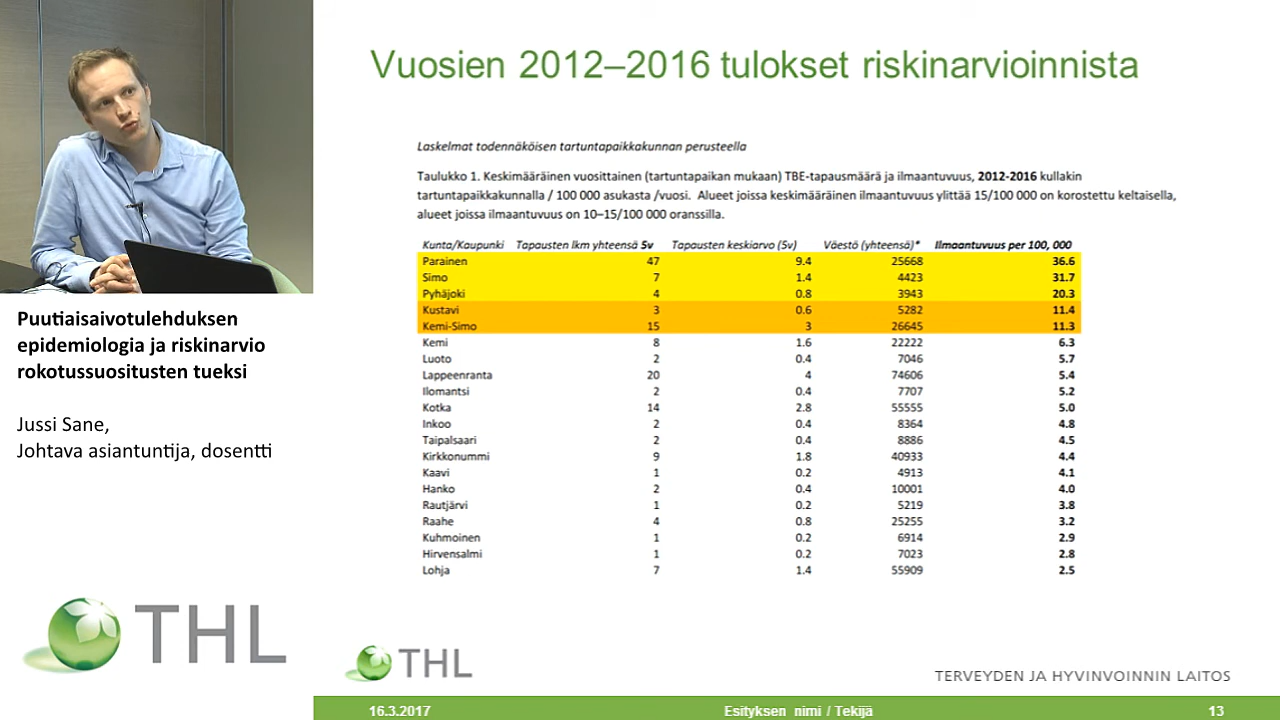 Vuosien 2012–2016 tulokset riskinarvioinnista
Laskelmat todennäköisen tartuntapaikkakunnan perusteella
Taulukko 1. Keskimääräinen vuosittainen (tartuntapaikan mukaan) TBE-tapausmäärä ja ilmaantuvuus, 2012-2016 kullakin
tartuntapaikkakunnalla / 100 000 asukasta /vuosi. Alueet joissa keskimääräinen ilmaantuvuus ylittää 15/100 000 on korostettu keltaisella,
alueet joissa ilmaantuvuus on 10–15/100 000 oranssilla.
Kunta/Kaupunki Tapausten lkm yhteensä 5v Tapausten keskiarvo (5v) Väestö (yhteensä)* Ilmaantuvuus per 100, 000
Parainen 47 9.4 25668 36.6
Simo 7 1.4 4423 31.7
Pyhäjoki 4 0.8 3943 20.3
Kustavi 3 0.6 5282 11.4
Kemi-Simo 15 3 26645 11.3
Kemi 8 1.6 22222 6.3
Luoto 2 0.4 7046 5.7
Lappeenranta 20 4 74606 5.4
Ilomantsi 2 0.4 7707 5.2
Kotka 14 2.8 55555 5.0
Inkoo 2 0.4 8364 4.8
Taipalsaari 2 0.4 8886 4.5
Kirkkonummi 9 1.8 40933 4.4
Kaavi 1 0.2 4913 4.1
Hanko 2 0.4 10001 4.0
Rautjärvi 1 0.2 5219 3.8
Raahe 4 0.8 25255 3.2
Kuhmoinen 1 0.2 6914 2.9
Hirvensalmi 1 0.2 7023 2.8
Lohja 7 1.4 55909 2.5
Puutiaisaivotulehduksen
epidemiologia ja riskinarvio
rokotussuositusten tueksi
Jussi Sane,
Johtava asiantuntija, dosentti
THL
THL
TERVEYDEN JA HYVINVOINNIN LAITOS
16.3.2017 Esityksen nimi / Tekijä 13